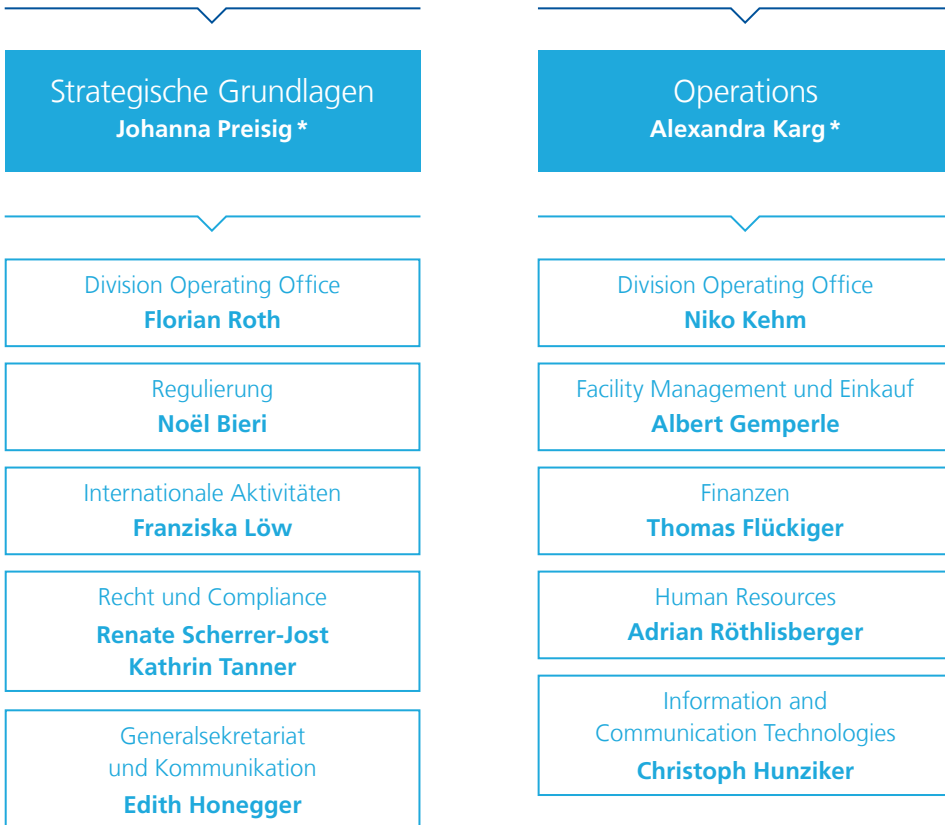 Strategische Grundlagen
Johanna Preisig *
Division Operating Office
Florian Roth
Regulierung
Noël Bieri
Internationale Aktivitäten
Franziska Löw
Recht und Compliance
Renate Scherrer-Jost
Kathrin Tanner
Generalsekretariat
und Kommunikation
Edith Honegger
Operations
Alexandra Karg *
Division Operating Office
Niko Kehm
Facility Management und Einkauf
Albert Gemperle
Finanzen
Thomas Flückiger
Human Resources
Adrian Röthlisberger
Information and
Communication Technologies
Christoph Hunziker